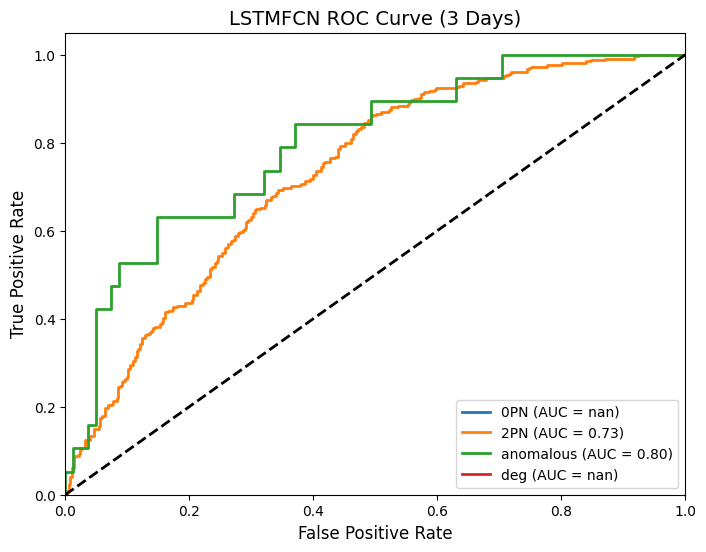 LSTMFCN ROC Curve (3 Days)
True Positive Rate
1.0
0.8
0.6
0.4
0.2
0.0
0PN (AUC = nan)
2PN (AUC = 0.73)
anomalous (AUC = 0.80)
deg (AUC = nan)
0.0 0.2 0.4 0.6 0.8 1.0
False Positive Rate